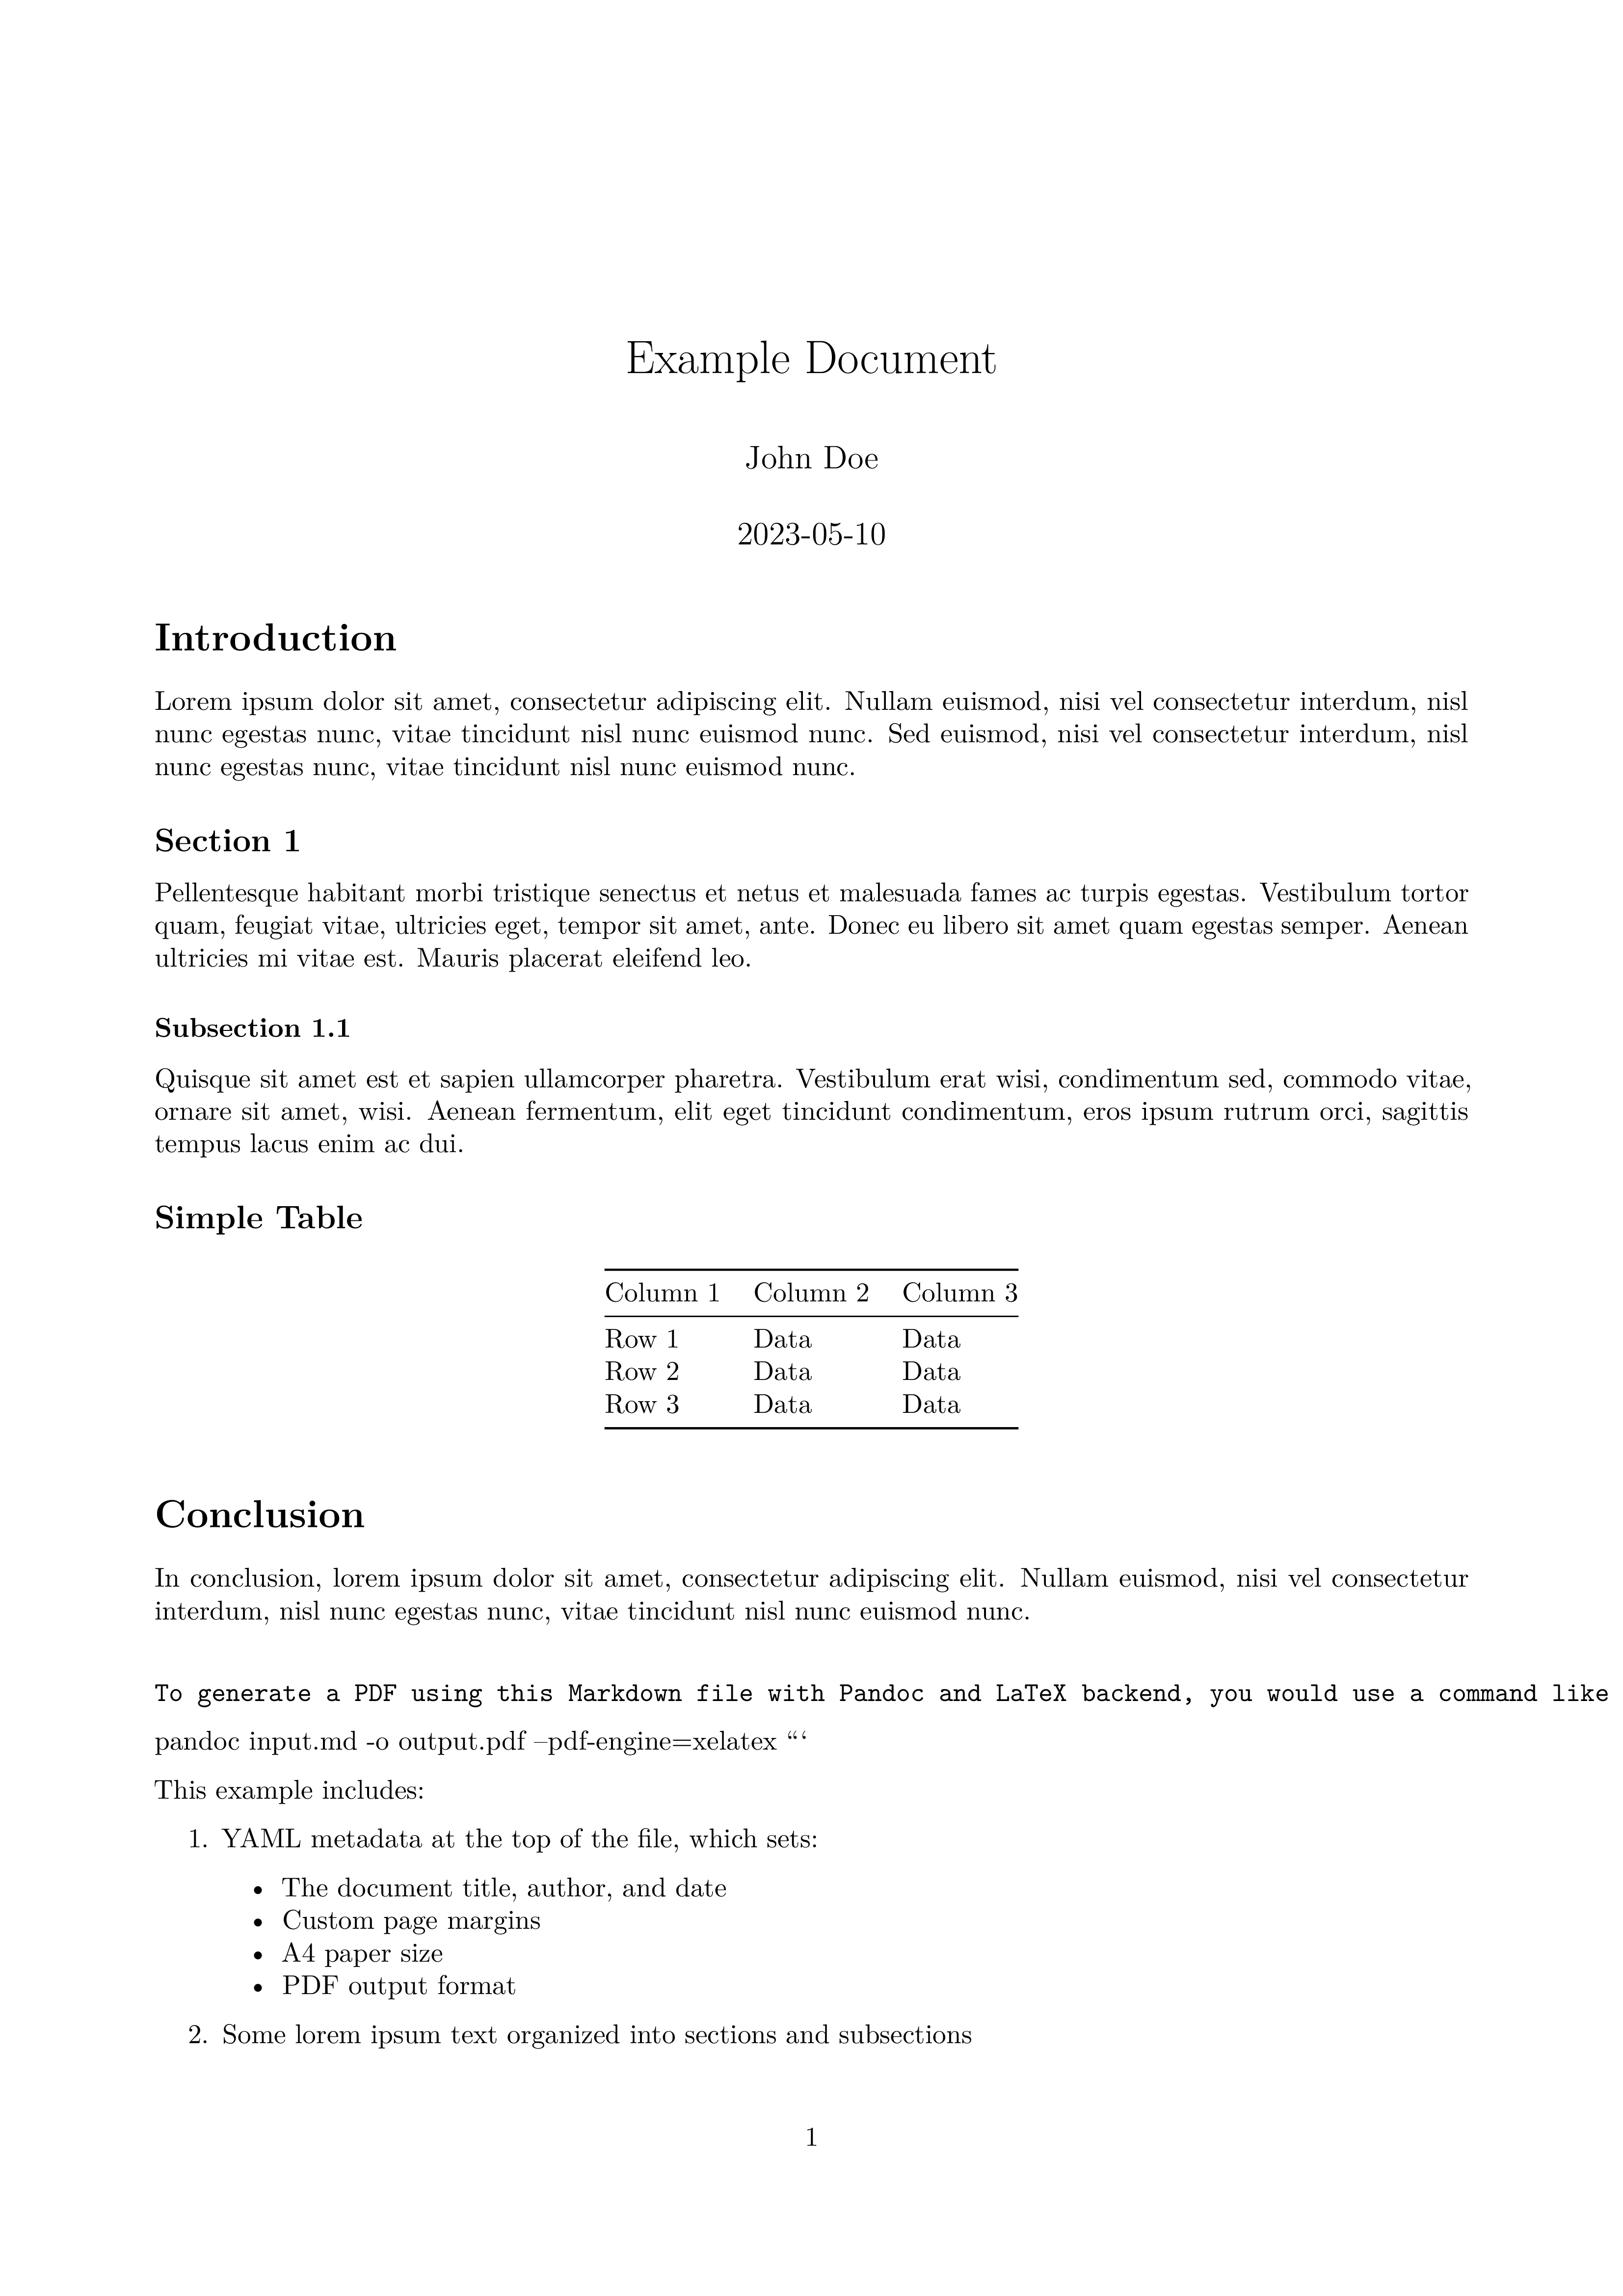 Example Document
John Doe
2023-05-10
Introduction
Lorem ipsum dolor sit amet, consectetur adipiscing elit. Nullam euismod, nisi vel consectetur interdum, nisl
nunc egestas nunc, vitae tincidunt nisl nunc euismod nunc. Sed euismod, nisi vel consectetur interdum, nisl
nunc egestas nunc, vitae tincidunt nisl nunc euismod nunc.
Section 1
Pellentesque habitant morbi tristique senectus et netus et malesuada fames ac turpis egestas. Vestibulum tortor
quam, feugiat vitae, ultricies eget, tempor sit amet, ante. Donec eu libero sit amet quam egestas semper. Aenean
ultricies mi vitae est. Mauris placerat eleifend leo.
Subsection 1.1
Quisque sit amet est et sapien ullamcorper pharetra. Vestibulum erat wisi, condimentum sed, commodo vitae,
ornare sit amet, wisi. Aenean fermentum, elit eget tincidunt condimentum, eros ipsum rutrum orci, sagittis
tempus lacus enim ac dui.
Simple Table
Column 1 Column 2 Column 3
Row 1 Data Data
Row 2 Data Data
Row 3 Data Data
Conclusion
In conclusion, lorem ipsum dolor sit amet, consectetur adipiscing elit. Nullam euismod, nisi vel consectetur
interdum, nisl nunc egestas nunc, vitae tincidunt nisl nunc euismod nunc.
To generate a PDF using this Markdown file with Pandoc and LaTeX backend, you would use a command like
pandoc input.md -o output.pdf –pdf-engine=xelatex “‘
This example includes:
1. YAML metadata at the top of the file, which sets:
• The document title, author, and date
• Custom page margins
• A4 paper size
• PDF output format
2. Some lorem ipsum text organized into sections and subsections
1